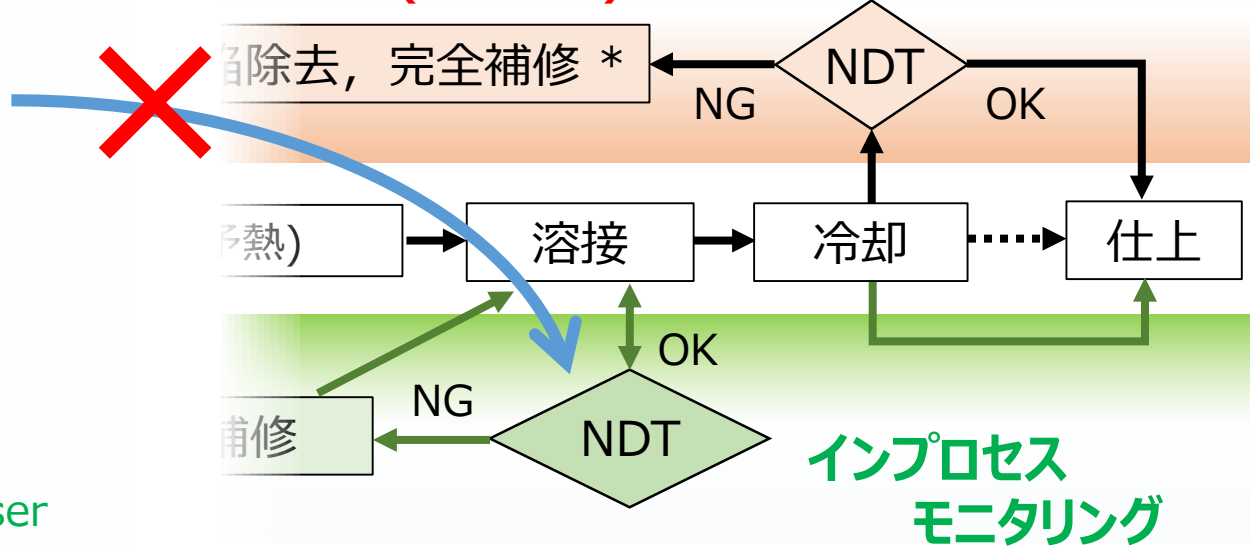 除去，完全補修 *
NDT
NG
OK
熱)
溶接
冷却
仕上
OK
NG
補修
NDT
インプロセス
モニタリング
ser